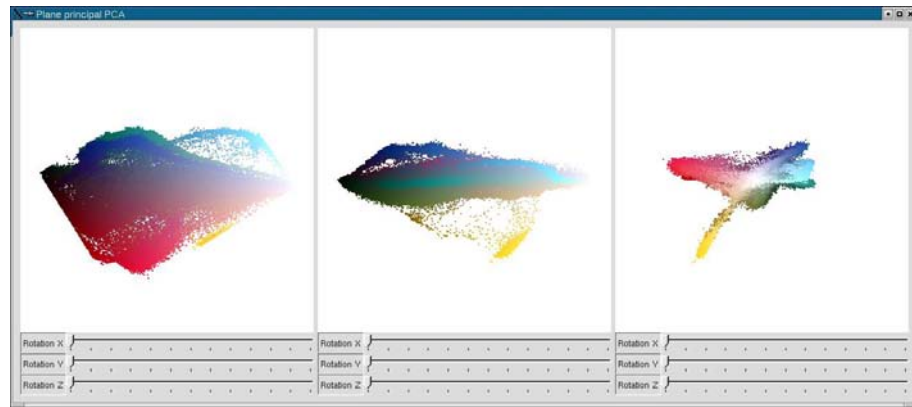 Plane principal PCA
Rotation X Rotation X Rotation X
Rotation Y Rotation Y Rotation Y
Rotation Z Rotation Z Rotation Z